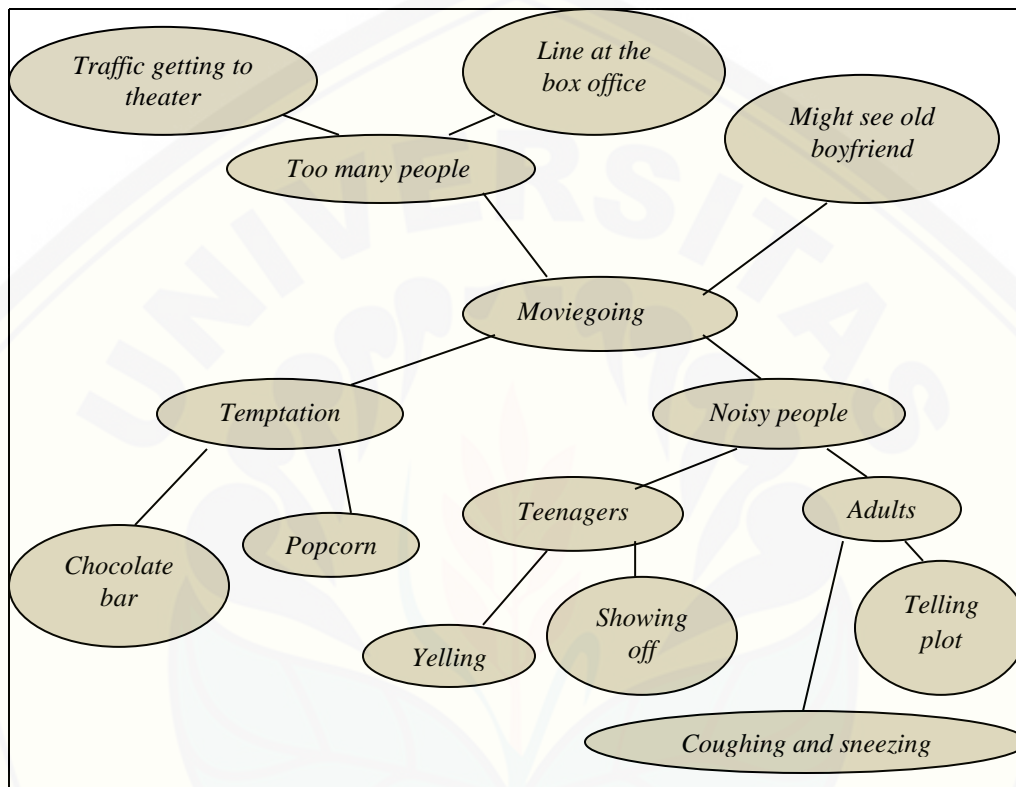 Traffic getting to
theater
Line at the
box office
Might see old
boyfriend
Too many people
UNIVERSITAS
Moviegoing
Temptation
Noisy people
Teenagers
Adults
Chocolate
bar
Popcorn
Showing
off
Telling
plot
Yelling
Coughing and sneezing